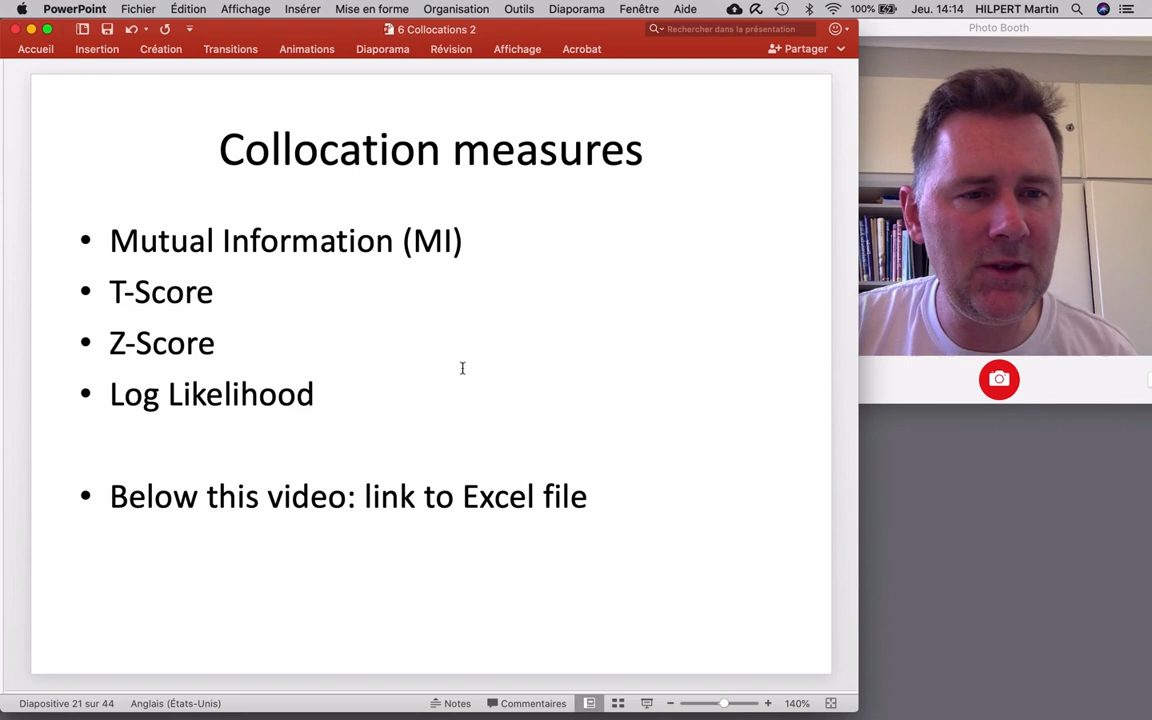 PowerPoint Fichier Édition Affichage Insérer Mise en forme Organisation Outils Diaporama Fenêtre Aide 100% Jeu. 14:14 HILPERT Martin
6 Collocations 2
Rechercher dans la présentation
Photo Booth
Accueil Insertion Création Transitions Animations Diaporama Révision Affichage Acrobat Partager
Collocation measures
• Mutual Information (MI)
• T-Score
• Z-Score
• Log Likelihood
• Below this video: link to Excel file
Diapositive 21 sur 44 Anglais (États-Unis) Notes Commentaires 140%